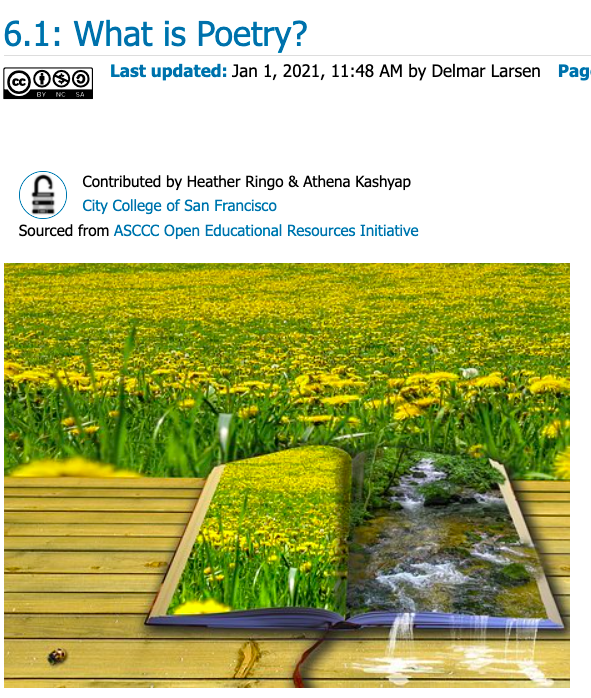 6.1: What is Poetry?
cc BY NC SA
Last updated: Jan 1, 2021, 11:48 AM by Delmar Larsen
Contributed by Heather Ringo & Athena Kashyap
City College of San Francisco
Sourced from ASCCC Open Educational Resources Initiative